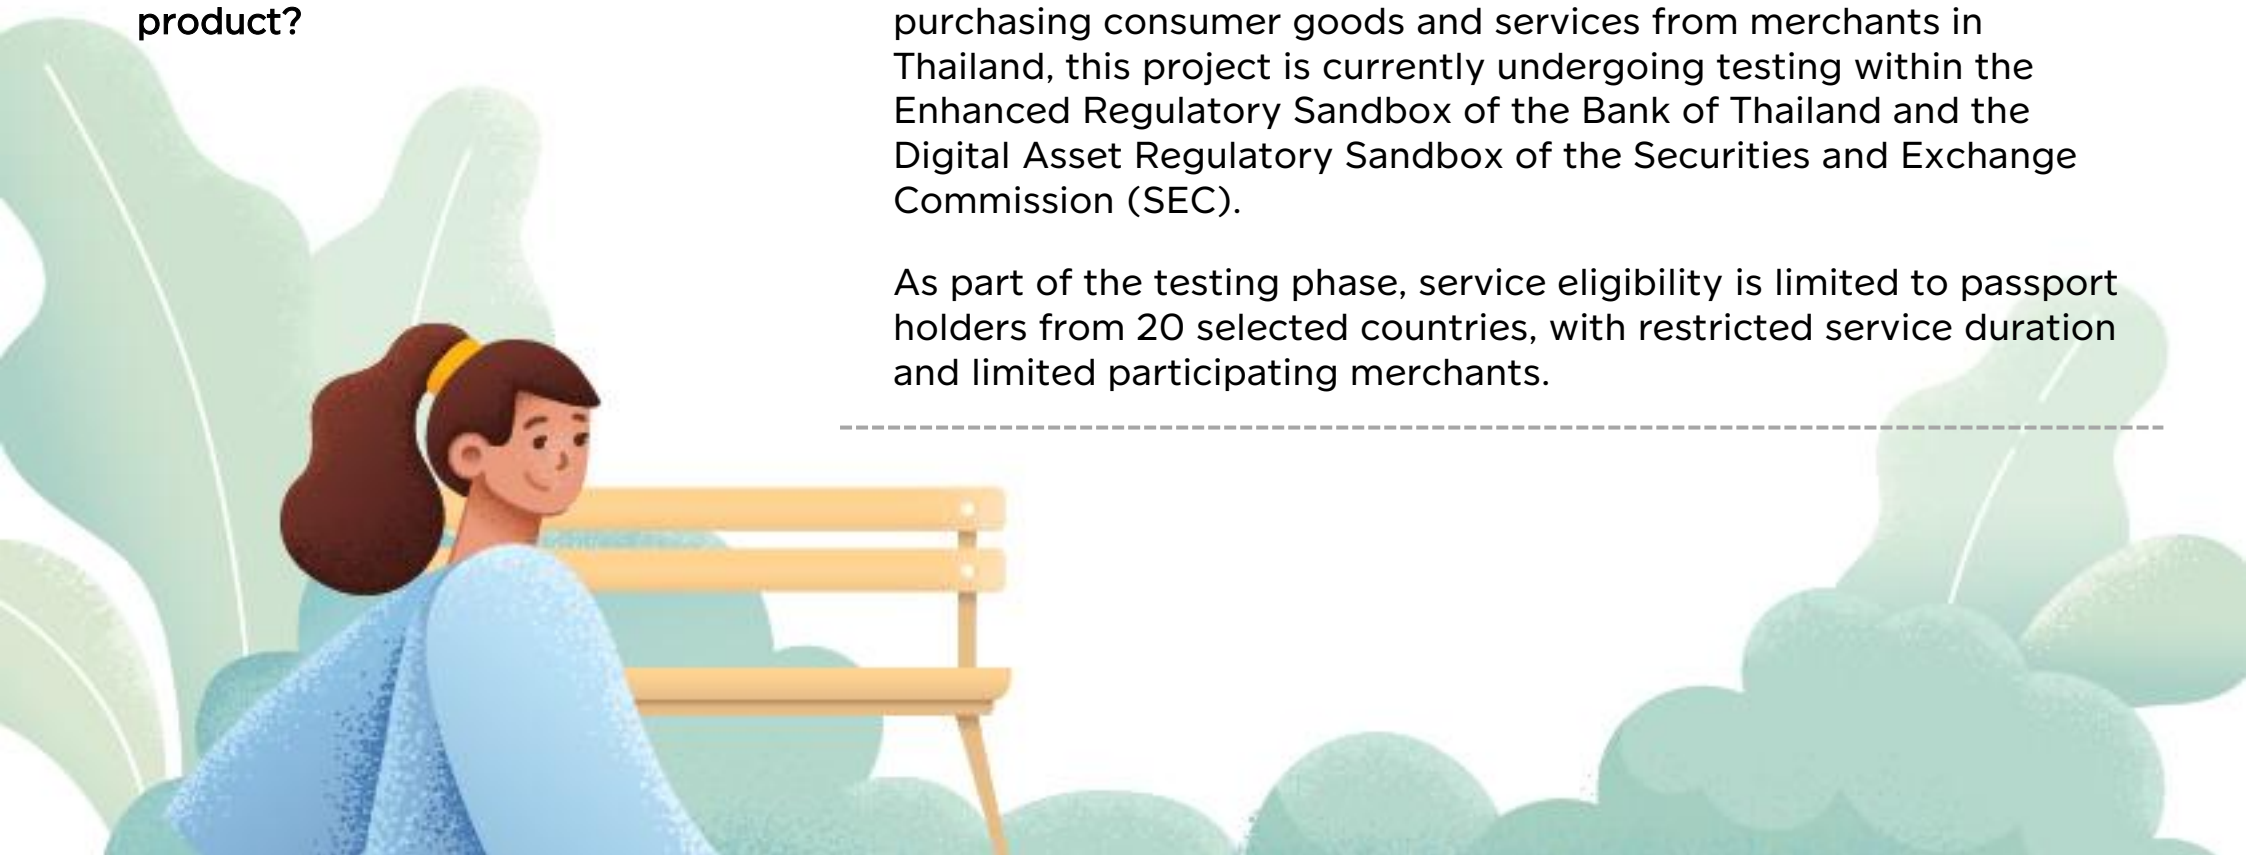 product?
purchasing consumer goods and services from merchants in
Thailand, this project is currently undergoing testing within the
Enhanced Regulatory Sandbox of the Bank of Thailand and the
Digital Asset Regulatory Sandbox of the Securities and Exchange
Commission (SEC).
As part of the testing phase, service eligibility is limited to passport
holders from 20 selected countries, with restricted service duration
and limited participating merchants.